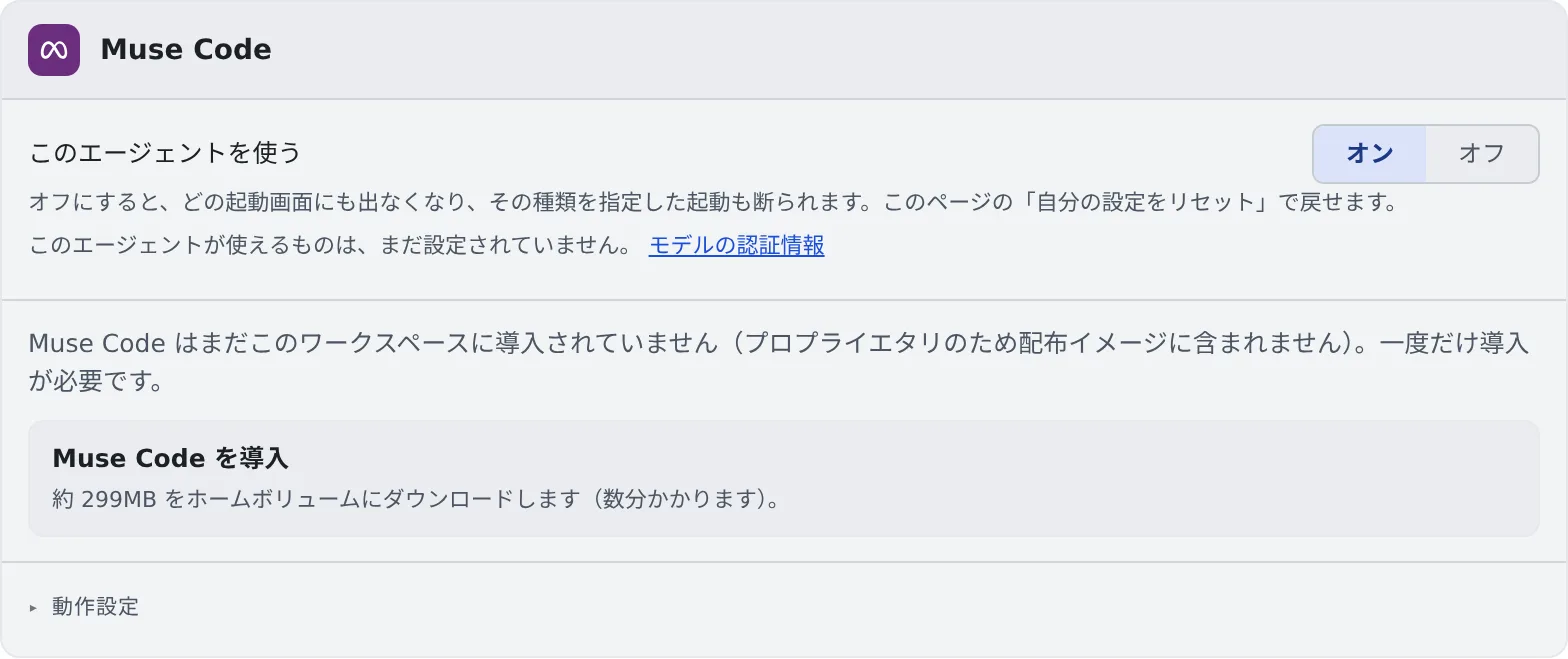 Muse Code
このエージェントを使う
オン
オフ
オフにすると、どの起動画面にも出なくなり、その種類を指定した起動も断られます。このページの「自分の設定をリセット」で戻せます。
このエージェントが使えるものは、まだ設定されていません。 モデルの認証情報
Muse Code はまだこのワークスペースに導入されていません（プロプライエタリのため配布イメージに含まれません）。一度だけ導入
が必要です。
Muse Code を導入
約 299MB をホームボリュームにダウンロードします（数分かかります）。
動作設定